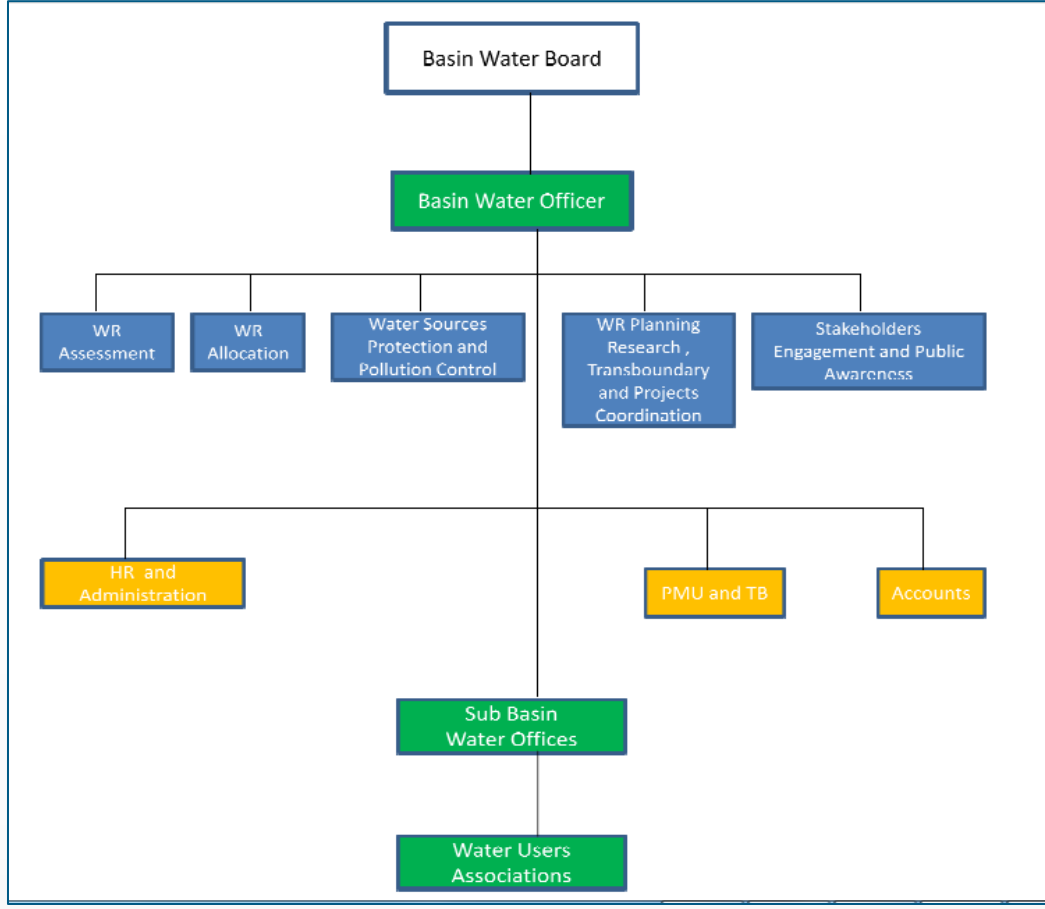 Basin Water Board
Basin Water Officer
WR
Assessment
WR
Allocation
Water Sources
Protection and
Pollution Control
WR Planning
Research ,
Transboundary
and Projects
Coordination
Stakeholders
Engagement and Public
Awareness
HR and
Administration
PMU and TB
Accounts
Sub Basin
Water Offices
Water Users
Associations